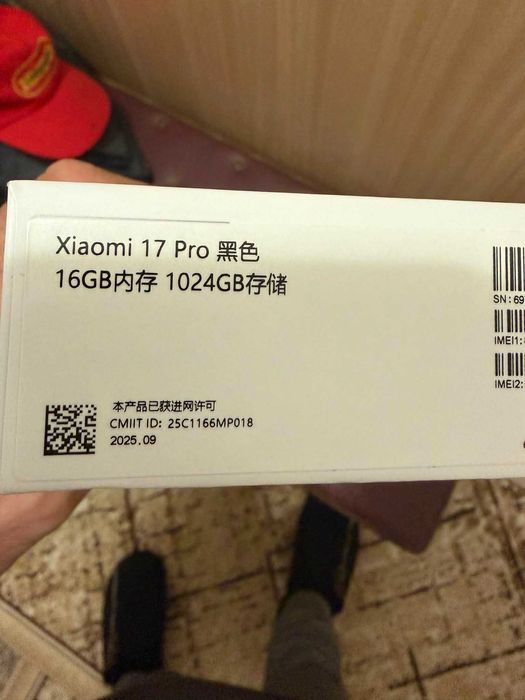 Xiaomi 17 Pro 黑色
16GB内存 1024GB存储
SN: 69
IMEI1:
IMEI2:
本产品已获进网许可
CMIIT ID: 25C1166MP018
2025.09